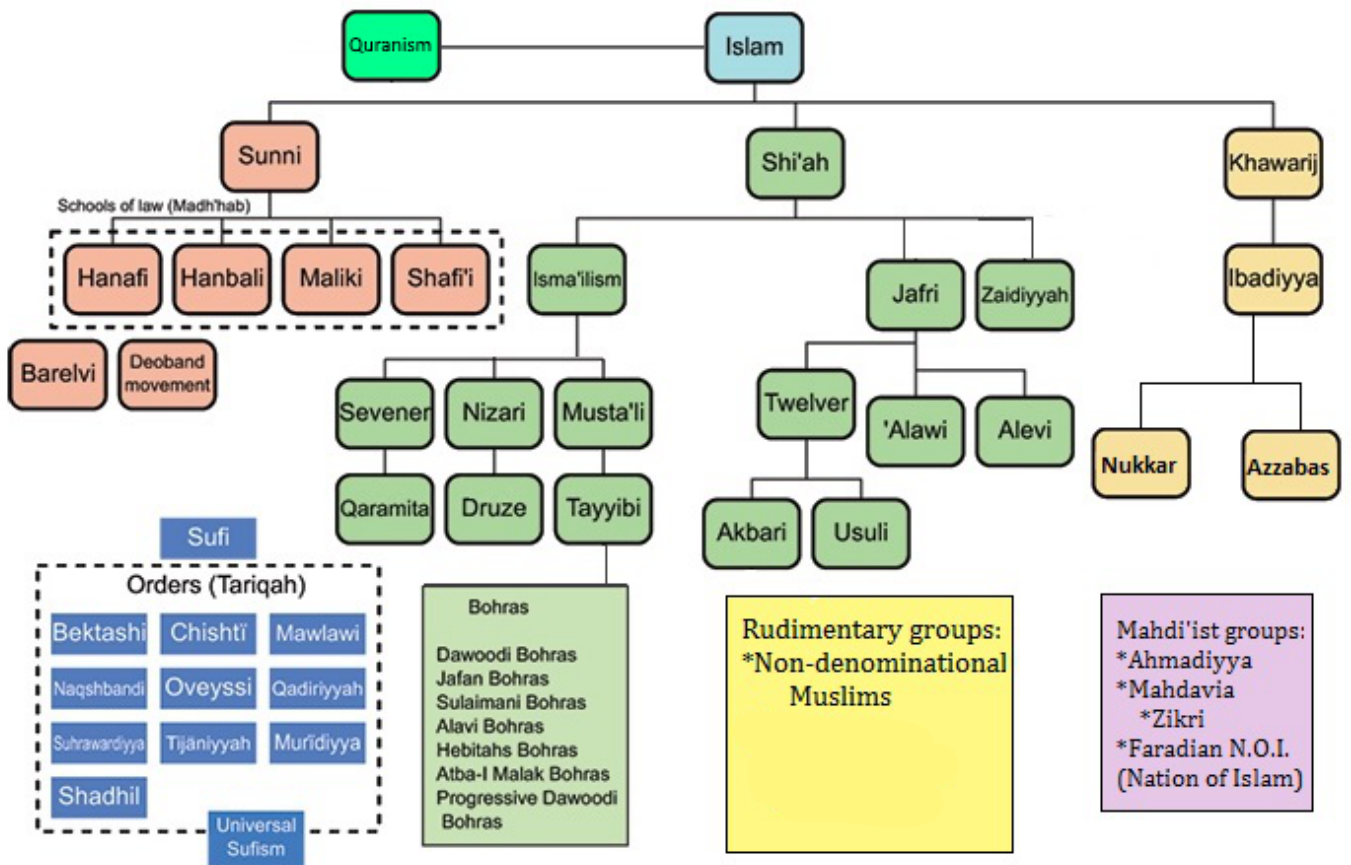 Quranism
Islam
Sunni
Shi'ah
Khawarij
Schools of law (Madh'hab)
Hanafi
Hanbali
Maliki
Shafi'i
Isma'ilism
Jafri
Zaidiyyah
Ibadiyya
Barelvi
Deoband
movement
Sevener
Nizari
Musta'li
Twelver
'Alawi
Alevi
Nukkar
Azzabas
Qaramita
Druze
Tayyibi
Akbari
Usuli
Sufi
Orders (Tariqah)
Bektashi
Chishtï
Mawlawi
Naqshbandi
Oveyssi
Qadiriyyah
Suhrawardiyya
Tijāniyyah
Murīdiyya
Shadhil
Universal
Sufism
Bohras
Dawoodi Bohras
Jafan Bohras
Sulaimani Bohras
Alavi Bohras
Hebitahs Bohras
Atba-I Malak Bohras
Progressive Dawoodi
Bohras
Rudimentary groups:
*Non-denominational
Muslims
Mahdi'ist groups:
*Ahmadiyya
*Mahdavia
*Zikri
*Faradian N.O.I.
(Nation of Islam)